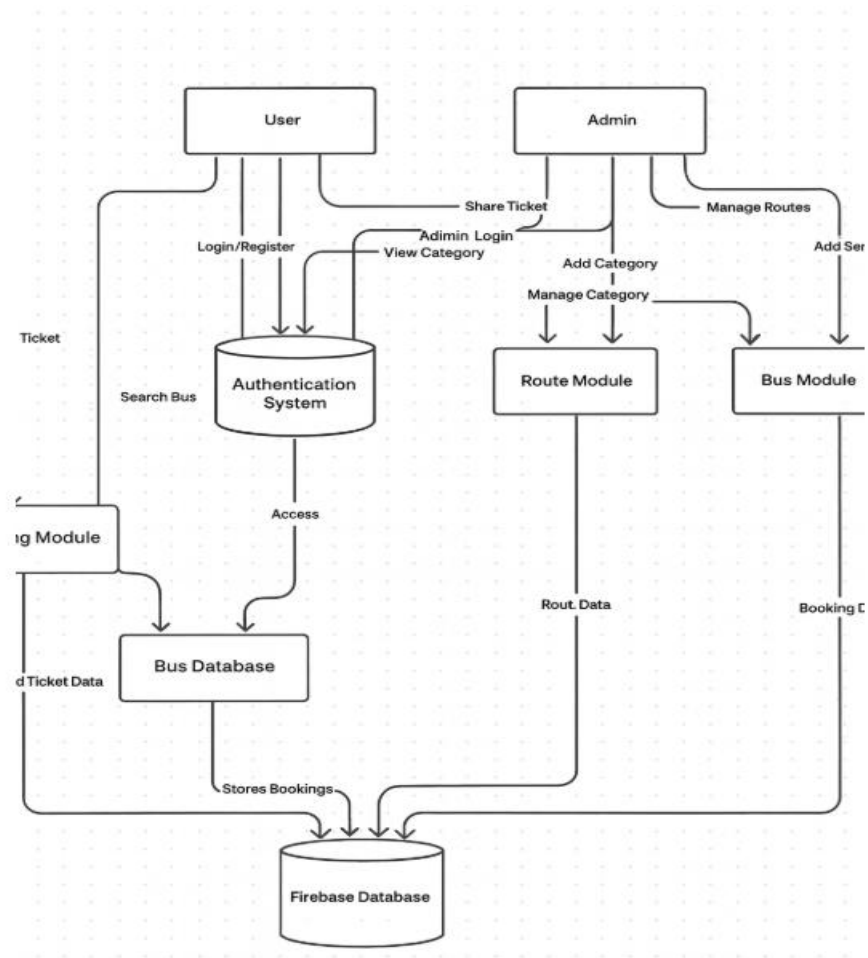 User
Admin
Share Ticket
Manage Routes
Login/Register
Adimin Login
View Category
Add Ser
Add Category
Manage Category
Ticket
Authentication
System
Route Module
Bus Module
Search Bus
Access
ng Module
Rout. Data
Booking D
Bus Database
d Ticket Data
Stores Bookings
Firebase Database